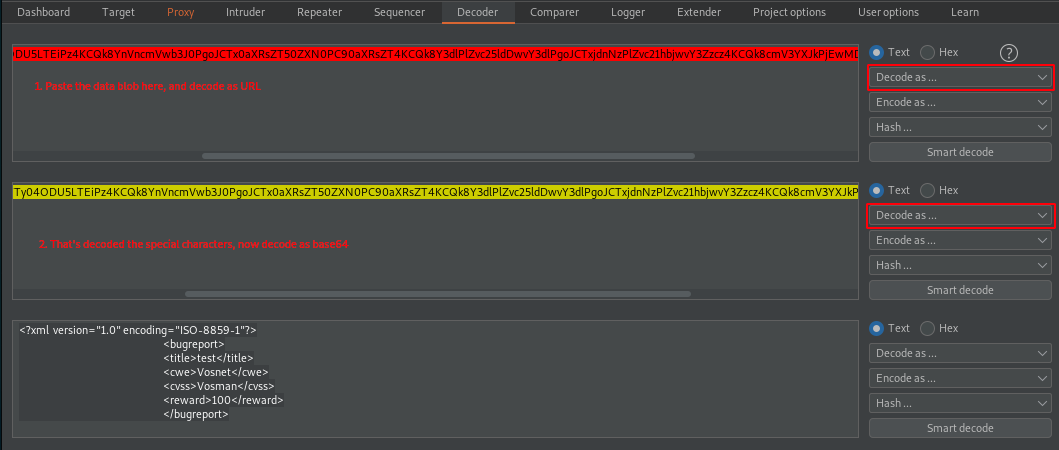 Dashboard Target Proxy Intruder Repeater Sequencer Decoder Comparer Logger Extender Project options User options Learn
DU5LTEiPz4KCQk8YnVncmVwb3J0PgoJCTx0aXRsZT50ZXN0PC90aXRsZT4KCQk8Y3dlPlZvc25ldDwvY3dlPgoJCTxjdnNzPlZvc21hbjwvY3Zzcz4KCQk8cmV3YXJkPjEwMD
1. Paste the data blob here, and decode as URL
Text Hex ?
Decode as ...
Encode as ...
Hash ...
Smart decode
Ty04ODU5LTEiPz4KCQk8YnVncmVwb3J0PgoJCTx0aXRsZT50ZXN0PC90aXRsZT4KCQk8Y3dlPlZvc25ldDwvY3dlPgoJCTxjdnNzPlZvc21hbjwvY3Zzcz4KCQk8cmV3YXJkP
2. That's decoded the special characters, now decode as base64
Text Hex
Decode as ...
Encode as ...
Hash ...
Smart decode
<?xml version="1.0" encoding="ISO-8859-1"?>
<bugreport>
<title>test</title>
<cwe>Vosnet</cwe>
<cvss>Vosman</cvss>
<reward>100</reward>
</bugreport>
Text Hex
Decode as ...
Encode as ...
Hash ...
Smart decode